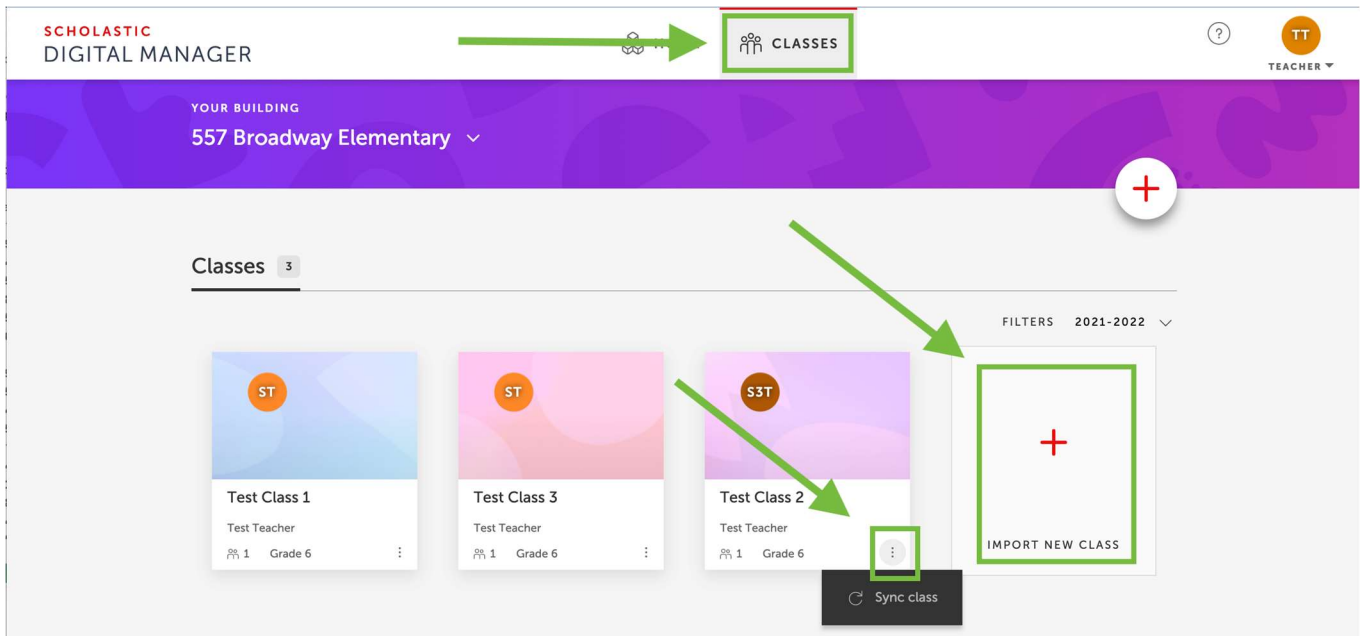 SCHOLASTIC
DIGITAL MANAGER
CLASSES
?
TT
TEACHER
YOUR BUILDING
557 Broadway Elementary
Classes 3
FILTERS 2021-2022
ST
ST
S3T
Test Class 1
Test Class 3
Test Class 2
Test Teacher
Test Teacher
Test Teacher
1 Grade 6
1 Grade 6
1 Grade 6
IMPORT NEW CLASS
Sync class